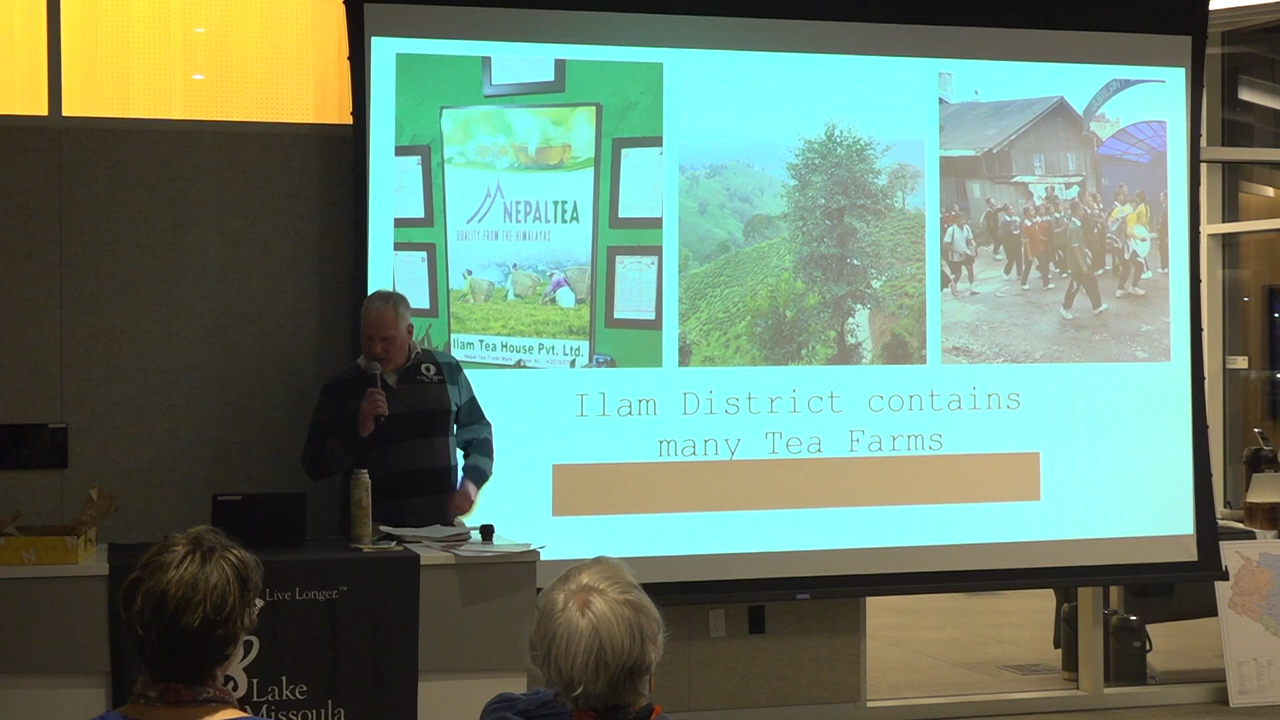 NEPALTEA
QUALITY FROM THE HIMALAYAS
Ilam Tea House Pvt. Ltd.
Ilam District contains
many Tea Farms
Live Longer.™
Lake
Missoula